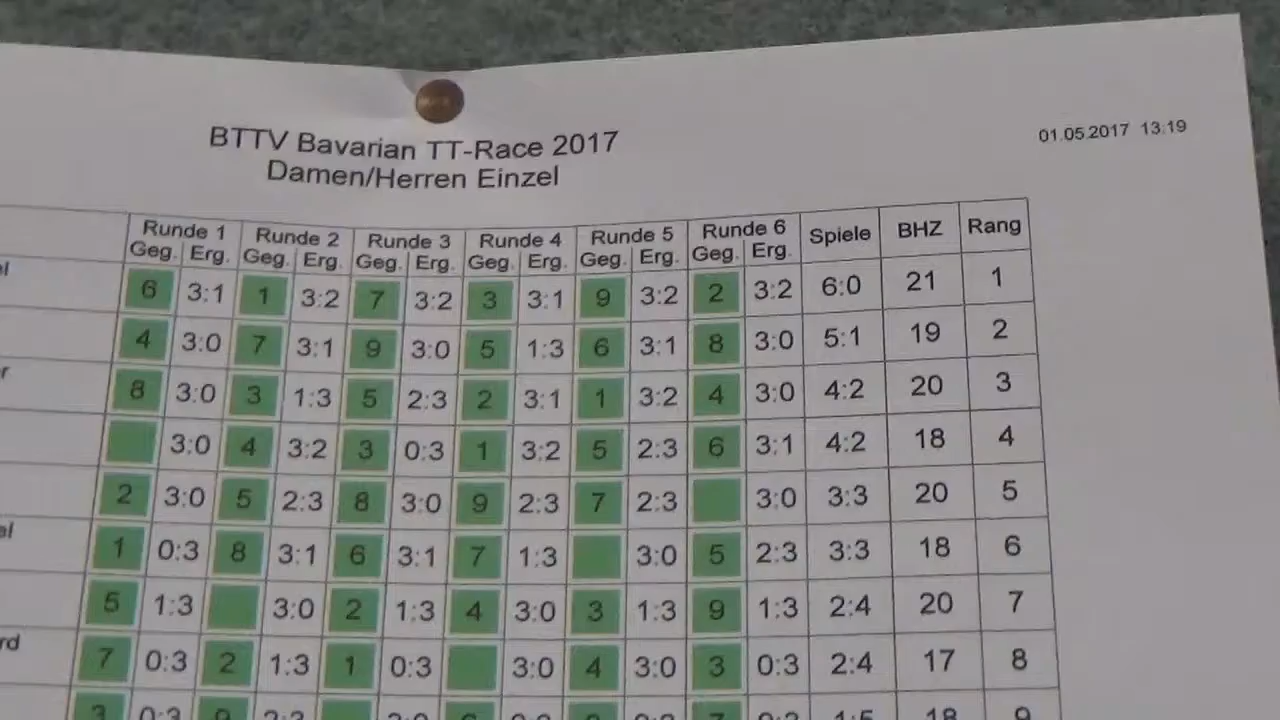 BTTV Bavarian TT-Race 2017
01.05.2017 13:19
Damen/Herren Einzel
Runde 1 Runde 2 Runde 3 Runde 4 Runde 5 Runde 6 Spiele BHZ Rang
Geg. Erg. Geg. Erg. Geg. Erg. Geg. Erg. Geg. Erg. Geg. Erg.
6 3:1 1 3:2 7 3:2 3 3:1 9 3:2 2 3:2 6:0 21 1
4 3:0 7 3:1 9 3:0 5 1:3 6 3:1 8 3:0 5:1 19 2
8 3:0 3 1:3 5 2:3 2 3:1 1 3:2 4 3:0 4:2 20 3
3:0 4 3:2 3 0:3 1 3:2 5 2:3 6 3:1 4:2 18 4
2 3:0 5 2:3 8 3:0 9 2:3 7 2:3 3:0 3:3 20 5
1 0:3 8 3:1 6 3:1 7 1:3 3:0 5 2:3 3:3 18 6
5 1:3 3:0 2 1:3 4 3:0 3 1:3 9 1:3 2:4 20 7
rd 7 0:3 2 1:3 1 0:3 3:0 4 3:0 3 0:3 2:4 17 8
3 0:3 9 1:5 18 9